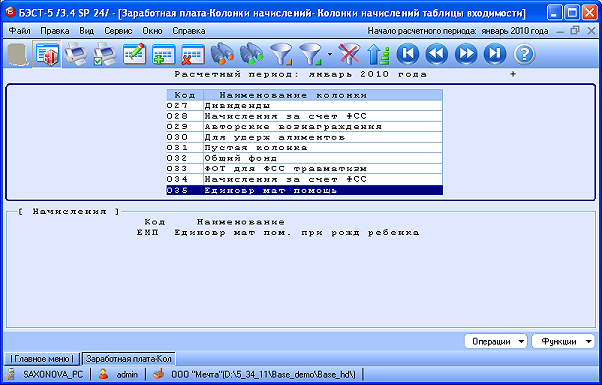 БЭСТ-5 /3.4 SP 24/ - [Заработная плата-Колонки начислений- Колонки начислений таблицы входимости]
Файл Правка Вид Сервис Окно Справка Начало расчетного периода: январь 2010 года
Расчетный период: январь 2010 года +
Код Наименование колонки
027 Дивиденды
028 Начисления за счет ФСС
029 Авторские вознаграждения
030 Для удерж алиментов
031 Пустая колонка
032 Общий фонд
033 ФОТ для ФСС травматизм
034 Начисления за счет ФСС
035 Единовр мат помощь
[ Начисления ]
Код Наименование
ЕМП Единовр мат пом. при рожд ребенка
Операции Функции
| Главное меню | Заработная плата-Кол
SAXONOVA_PC admin ООО "Мечта"(D:\5_34_11\Base_demo\Base_hd\)